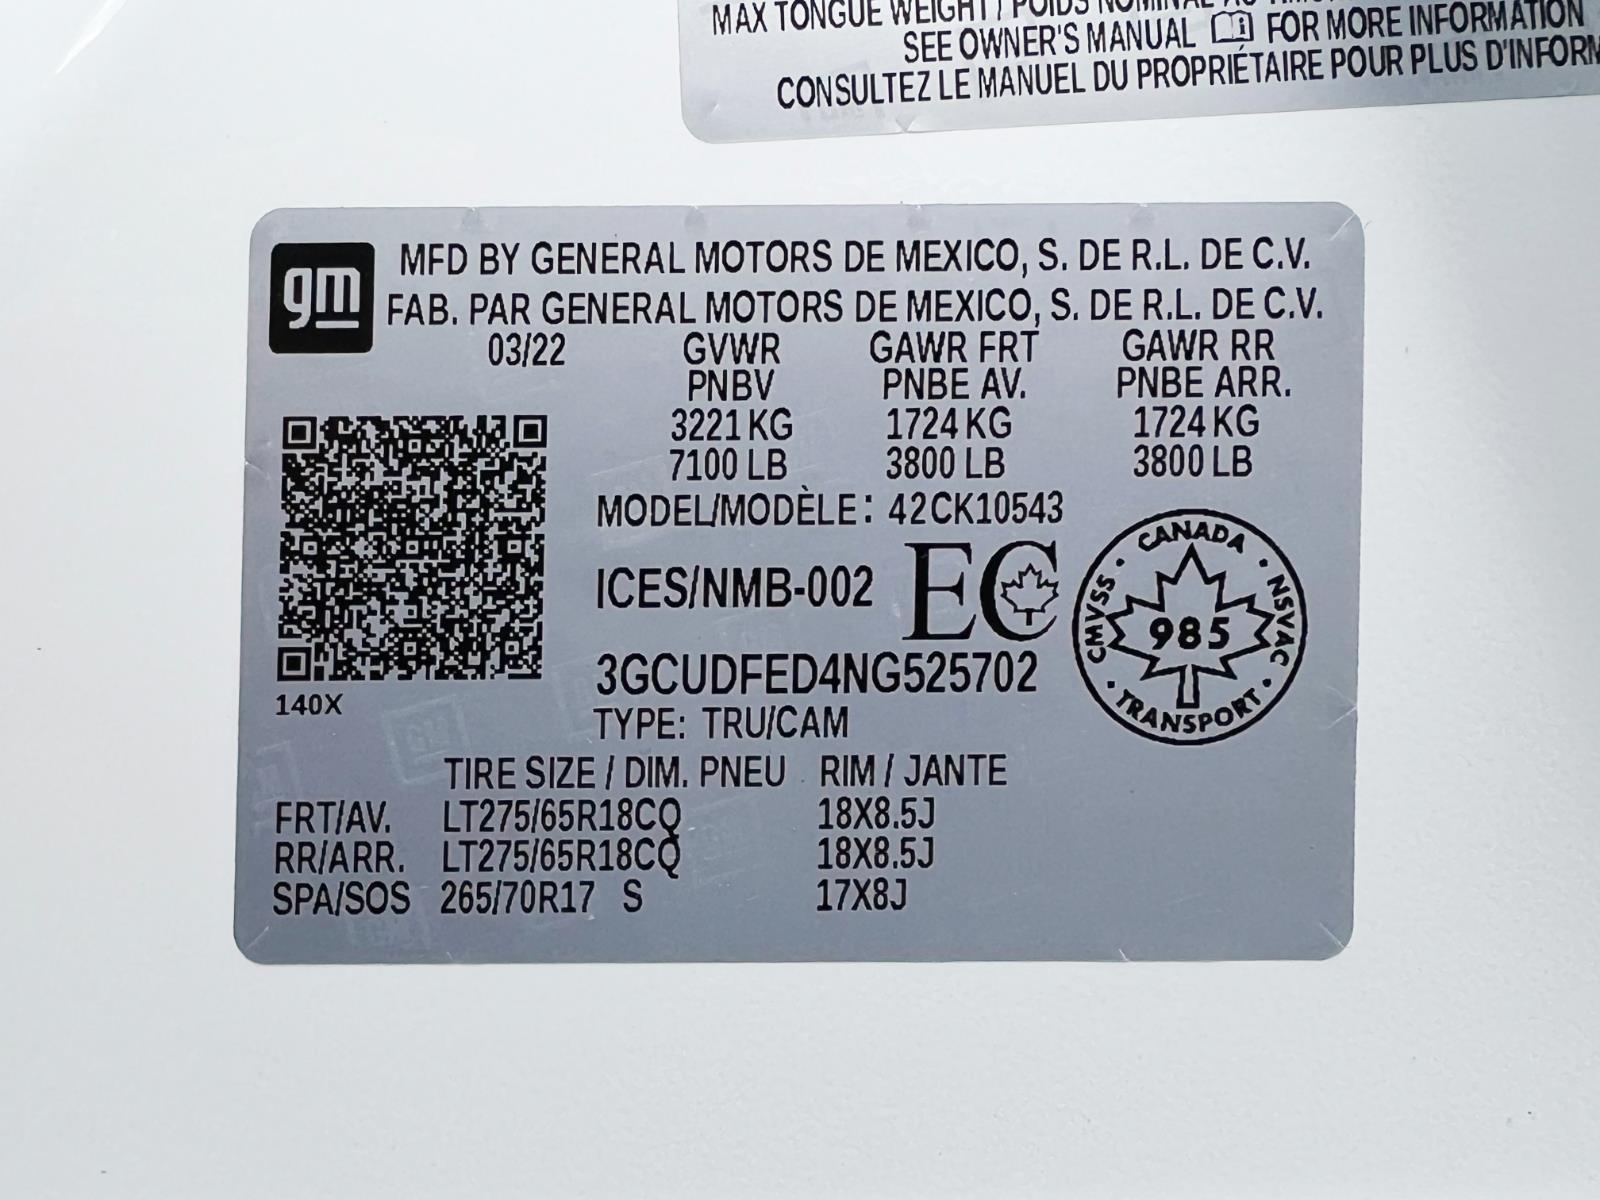 MAX TONGUE WEIGHT / POIDS NOMINAL AU
SEE OWNER'S MANUAL FOR MORE INFORMATION
CONSULTEZ LE MANUEL DU PROPRIÉTAIRE POUR PLUS D'INFORM
gm
MFD BY GENERAL MOTORS DE MEXICO, S. DE R.L. DE C.V.
FAB. PAR GENERAL MOTORS DE MEXICO, S. DE R.L. DE C.V.
03/22 GVWR GAWR FRT GAWR RR
PNBV PNBE AV. PNBE ARR.
3221 KG 1724 KG 1724 KG
7100 LB 3800 LB 3800 LB
MODEL/MODÈLE: 42CK10543
ICES/NMB-002 EC
CANADA
CMVSS 985 NSVAC
TRANSPORT
3GCUDFED4NG525702
140X
TYPE: TRU/CAM
TIRE SIZE / DIM. PNEU RIM / JANTE
FRT/AV. LT275/65R18CQ 18X8.5J
RR/ARR. LT275/65R18CQ 18X8.5J
SPA/SOS 265/70R17 S 17X8J